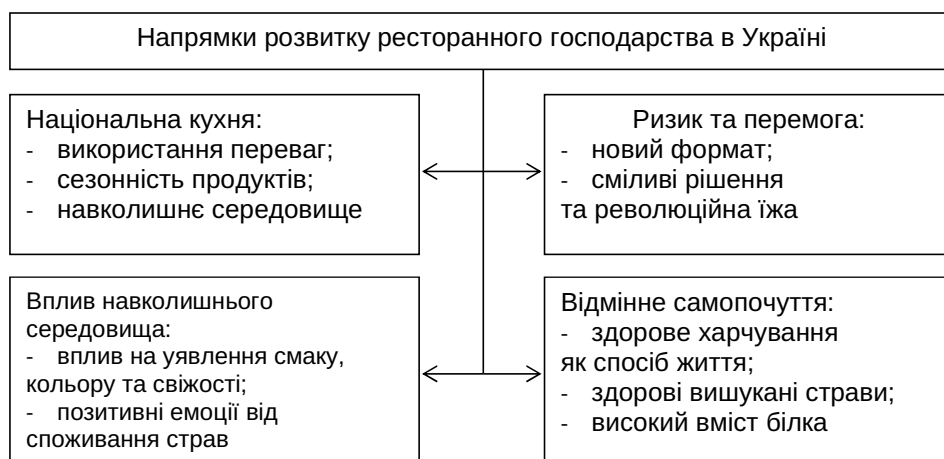 Напрямки розвитку ресторанного господарства в Україні
Національна кухня:
- використання переваг;
- сезонність продуктів;
- навколишнє середовище
Ризик та перемога:
- новий формат;
- сміливі рішення
та революційна їжа
Вплив навколишнього
середовища:
- вплив на уявлення смаку,
кольору та свіжості;
- позитивні емоції від
споживання страв
Відмінне самопочуття:
- здорове харчування
як спосіб життя;
- здорові вишукані страви;
- високий вміст білка